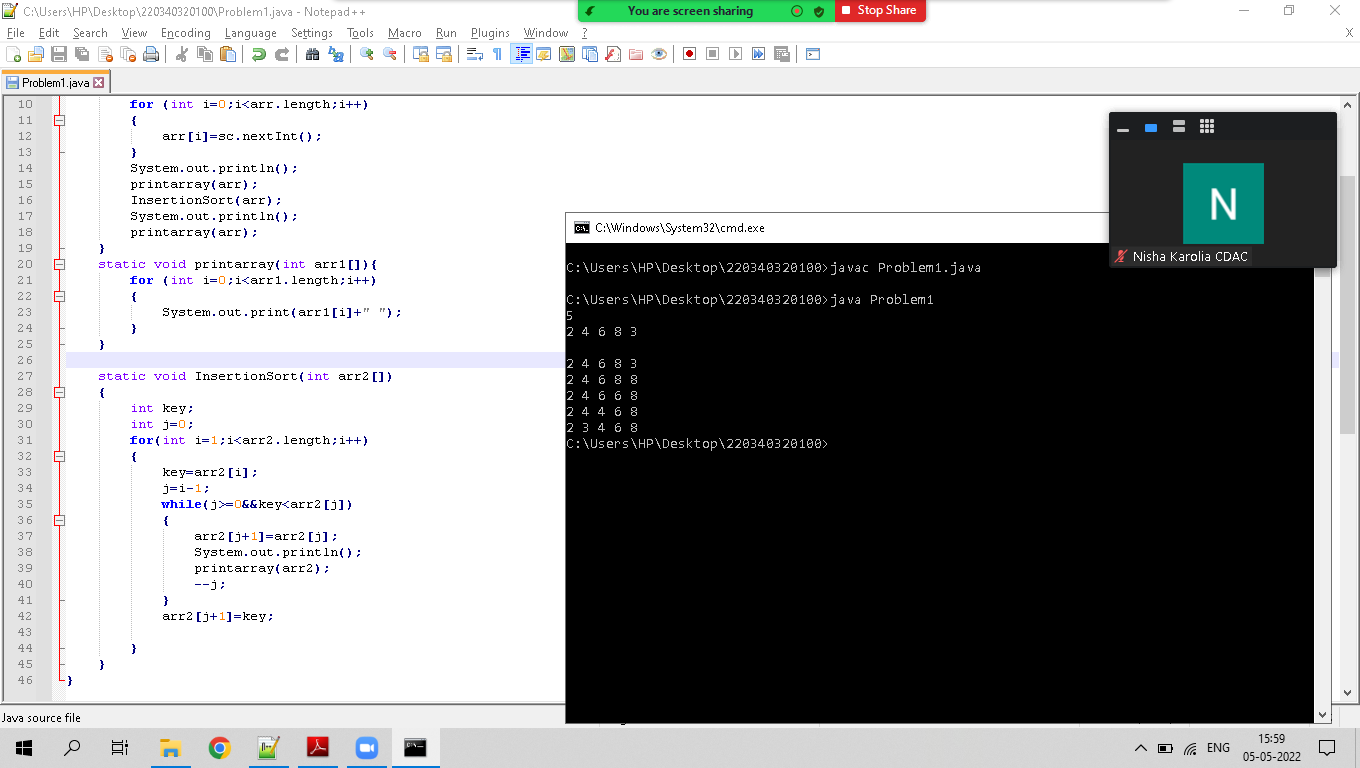 C:\Users\HP\Desktop\220340320100\Problem1.java - Notepad++
You are screen sharing
Stop Share
File Edit Search View Encoding Language Settings Tools Macro Run Plugins Window ? X
Problem1.java
10 for (int i=0;i<arr.length;i++)
11 {
12 arr[i]=sc.nextInt();
13 }
14 System.out.println();
15 printarray(arr);
16 InsertionSort(arr);
17 System.out.println();
18 printarray(arr);
19 }
20 static void printarray(int arr1[]){
21 for (int i=0;i<arr1.length;i++)
22 {
23 System.out.print(arr1[i]+" ");
24 }
25 }
26
27 static void InsertionSort(int arr2[])
28 {
29 int key;
30 int j=0;
31 for(int i=1;i<arr2.length;i++)
32 {
33 key=arr2[i];
34 j=i-1;
35 while(j>=0&&key<arr2[j])
36 {
37 arr2[j+1]=arr2[j];
38 System.out.println();
39 printarray(arr2);
40 --j;
41 }
42 arr2[j+1]=key;
43
44 }
45 }
46 }
N
Nisha Karolia CDAC
C:\Windows\System32\cmd.exe
C:\Users\HP\Desktop\220340320100>javac Problem1.java
C:\Users\HP\Desktop\220340320100>java Problem1
5
2 4 6 8 3
2 4 6 8 3
2 4 6 8 8
2 4 6 6 8
2 4 4 6 8
2 3 4 6 8
C:\Users\HP\Desktop\220340320100>
Java source file
ENG
15:59
05-05-2022